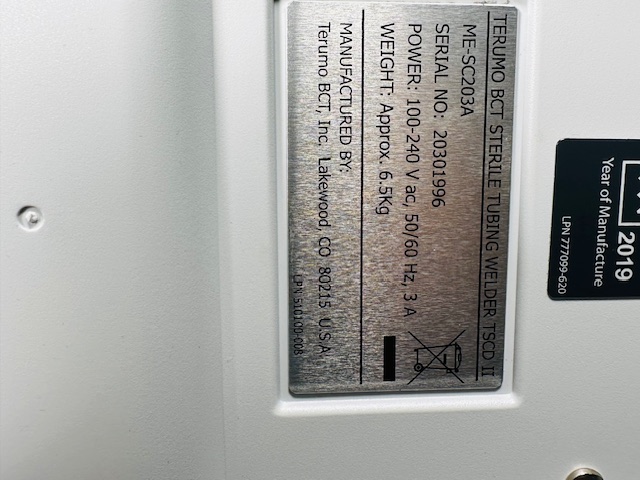 TERUMO BCT STERILE TUBING WELDER TSCD II
ME-SC203A
SERIAL NO: 20301996
POWER: 100-240 V ac, 50/60 Hz, 3 A
WEIGHT: Approx. 6.5Kg
MANUFACTURED BY:
Terumo BCT, Inc. Lakewood, CO 80215 U.S.A
LPN 510100-008
2019
Year of Manufacture
LPN 777099-620